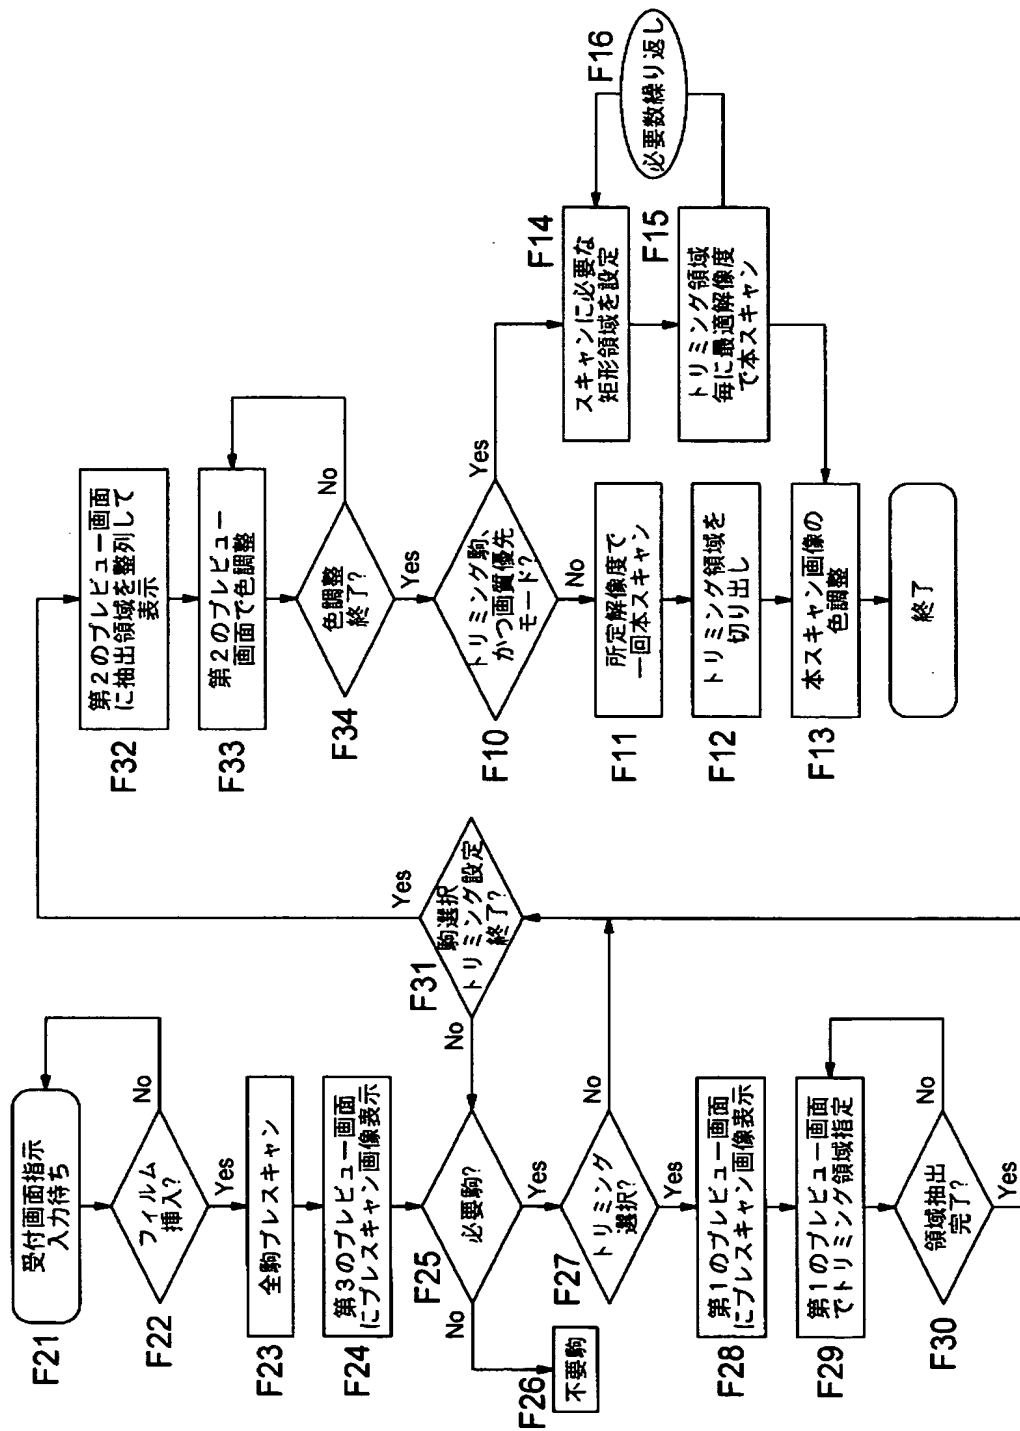 F21
受付画面指示
入力待ち
F22
フィルム
挿入?
No
Yes
F23
全駒プレスキャン
F24
第3のプレビュー画面
にプレスキャン画像表示
F25
必要駒?
No
Yes
F26
不要駒
F27
トリミング
選択?
No
Yes
F28
第1のプレビュー画面
にプレスキャン画像表示
F29
第1のプレビュー画面
でトリミング領域指定
F30
領域抽出
完了?
No
Yes
F31
駒選択
トリミング設定
終了?
No
Yes
F32
第2のプレビュー画面
に抽出領域を整列して
表示
F33
第2のプレビュー
画面で色調整
F34
色調整
終了?
No
Yes
F10
トリミング駒、
かつ画質優先
モード?
Yes
No
F11
所定解像度で
一回本スキャン
F12
トリミング領域を
切り出し
F13
本スキャン画像の
色調整
終了
F14
スキャンに必要な
矩形領域を設定
F15
トリミング領域
毎に最適解像度
で本スキャン
F16
必要数繰り返し